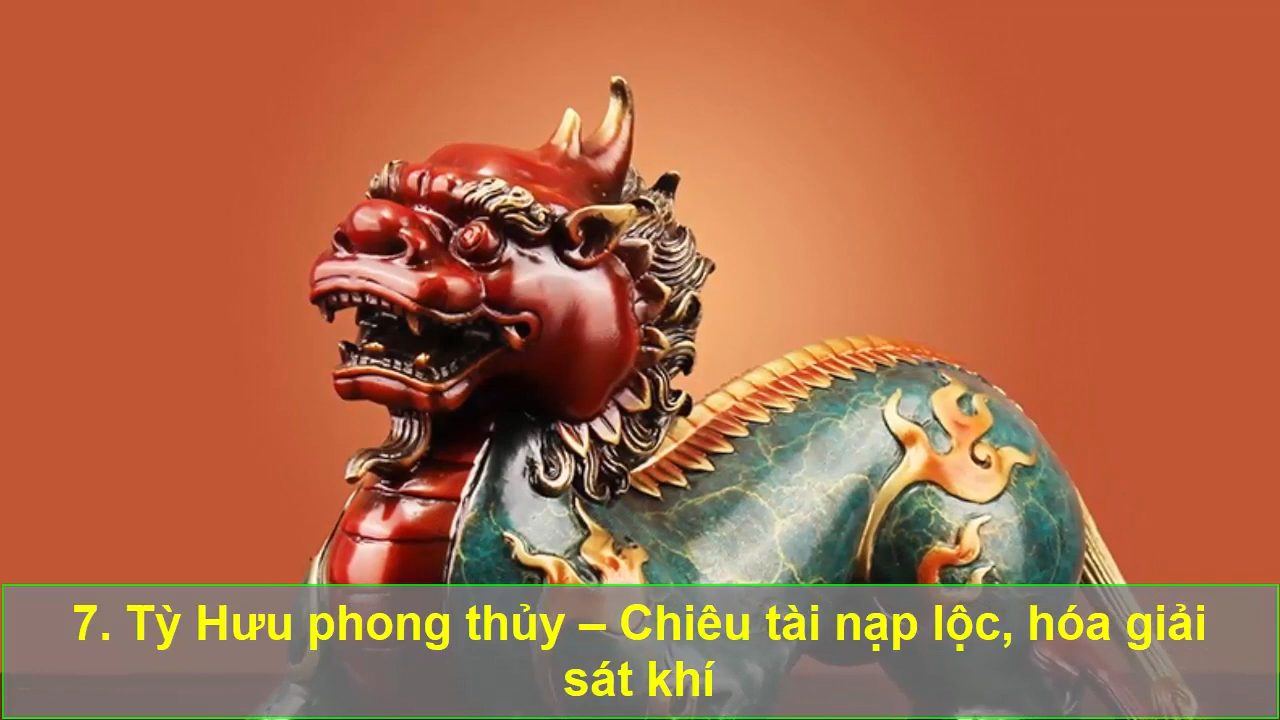 7. Tỳ Hưu phong thủy – Chiêu tài nạp lộc, hóa giải
sát khí